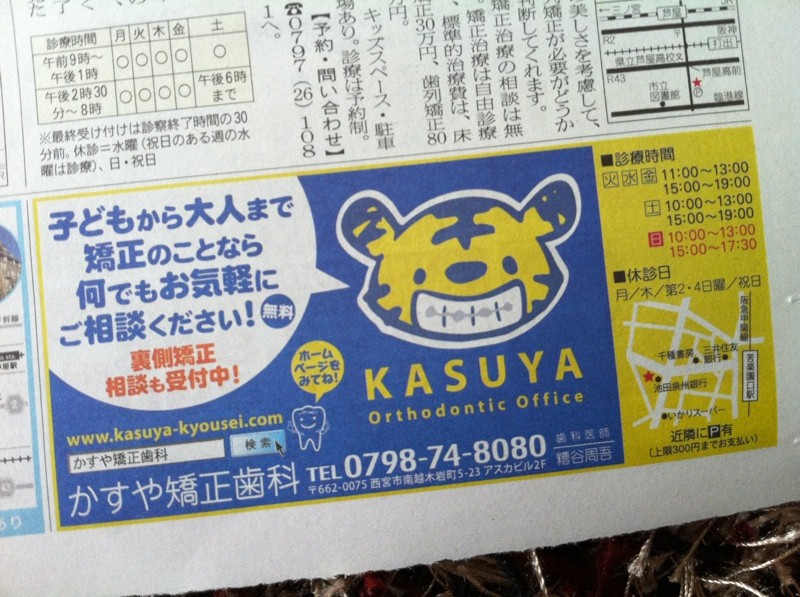 診療時間 月 火 木 金 土
午前9時〜
午後1時 ○ ○ ○ ○ ○
午後2時30
分〜8時 ○ ○ ○ ○ 午後6時
まで
※最終受け付けは診察終了時間の30
分前。休診=水曜(祝日のある週の水
曜は診療)、日・祝日
美しさを考慮して、
矯正が必要かどうか
判断してくれます。
矯正治療の相談は無
矯正治療は自由診療
、標準的治療費は、床
矯正30万円、歯列矯正80
万円。
キッズスペース・駐車
場あり。診療は予約制。
【予約・問い合わせ】
☎0797(26)108
1へ。
三ノ宮
芦屋
JR
R2
阪神
打出
県立芦屋高校文
R43
芦屋高前
市立
図書館
臨港線
子どもから大人まで
矯正のことなら
何でもお気軽に
ご相談ください! 無料
裏側矯正
相談も受付中!
ホーム
ページを
みてね!
KASUYA
Orthodontic Office
www.kasuya-kyousei.com
かすや矯正歯科 検索
かすや矯正歯科
TEL0798-74-8080
〒662-0075 西宮市南越木岩町5-23 アスカビル2F
歯科医師
糟谷周吾
■診療時間
火 水 金 11:00〜13:00
15:00〜19:00
土 10:00〜13:00
15:00〜19:00
日 10:00〜13:00
15:00〜17:30
■休診日
月/木/第2・4日曜/祝日
阪急甲陽線
千種書房
三井住友
銀行
池田泉州銀行
苦楽園口駅
いかりスーパー
近隣にP有
(上限300円までお支払い)